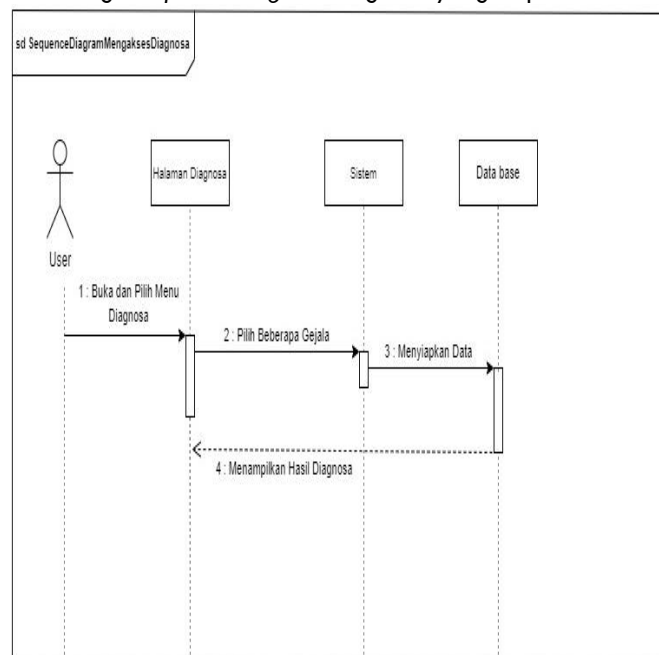 sd SequenceDiagramMengaksesDiagnosa
Halaman Diagnosa
Sistem
Data base
User
1 : Buka dan Pilih Menu
Diagnosa
2 : Pilih Beberapa Gejala
3 : Menyiapkan Data
4 : Menampilkan Hasil Diagnosa